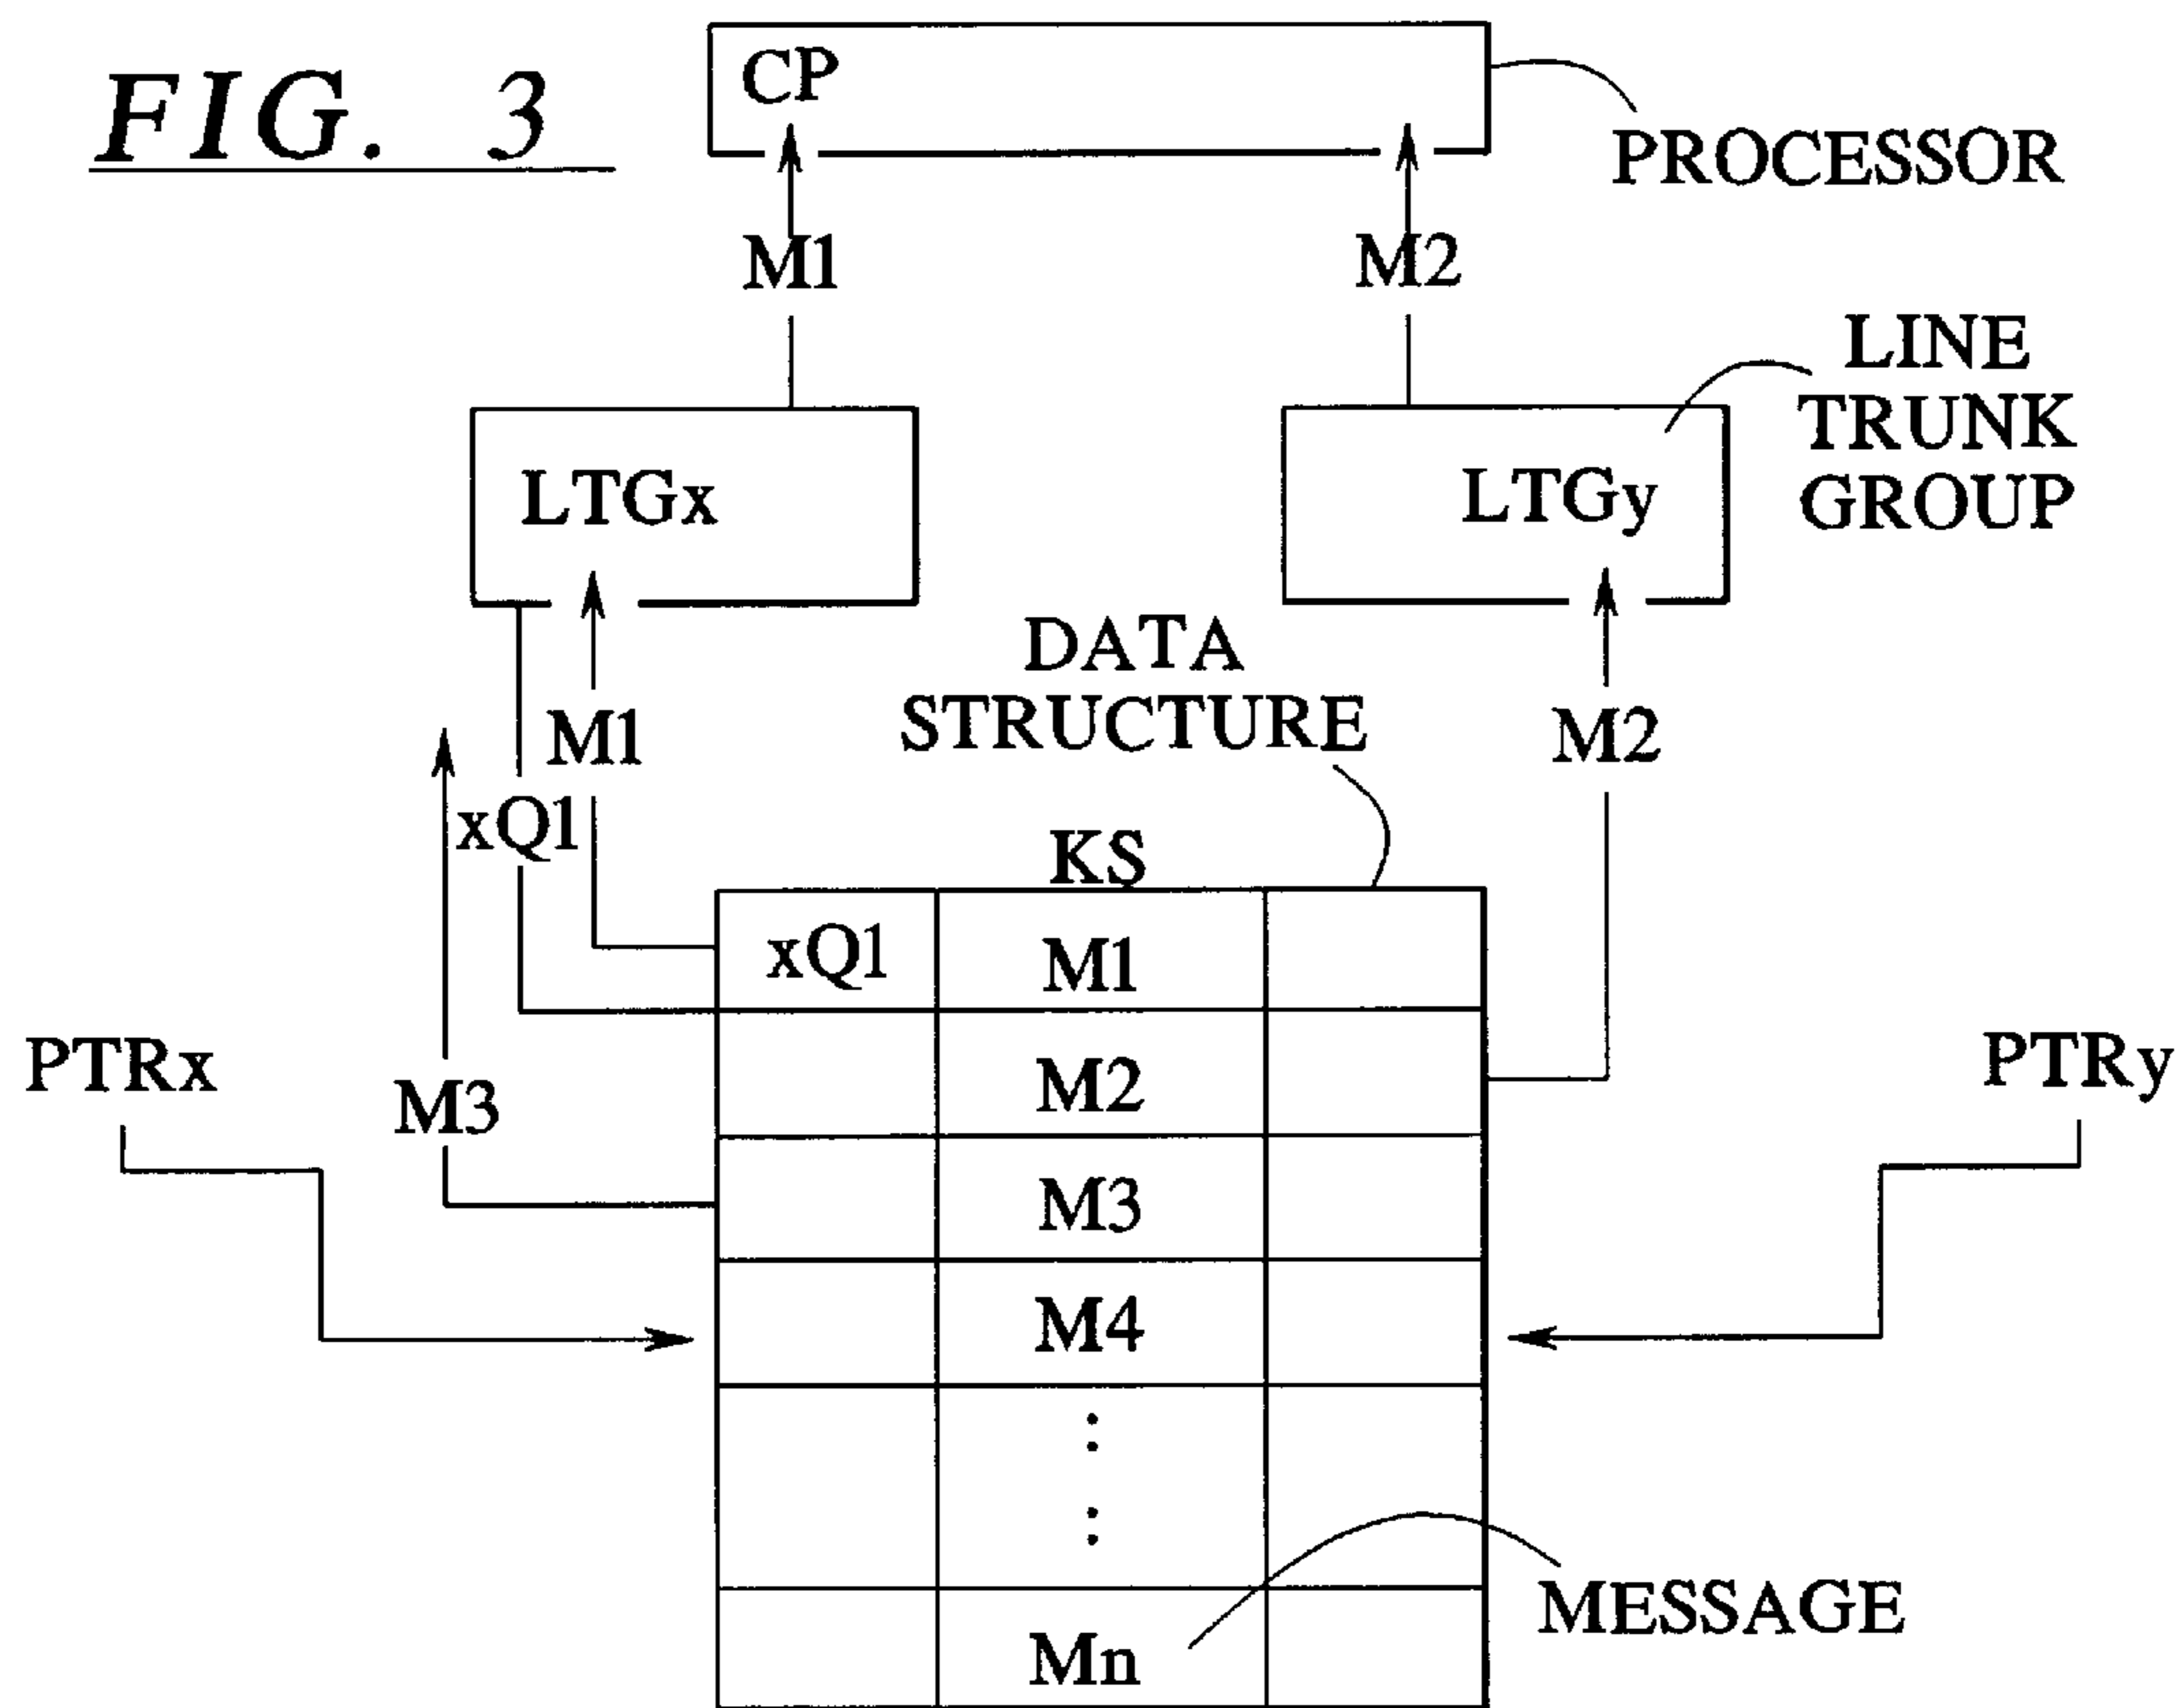 FIG. 3
CP
PROCESSOR
M1
M2
LINE
TRUNK
GROUP
LTGx
LTGy
DATA
STRUCTURE
M1
M2
xQ1
KS
xQ1
M1
PTRx
M3
M2
PTRy
M3
M4
Mn
MESSAGE